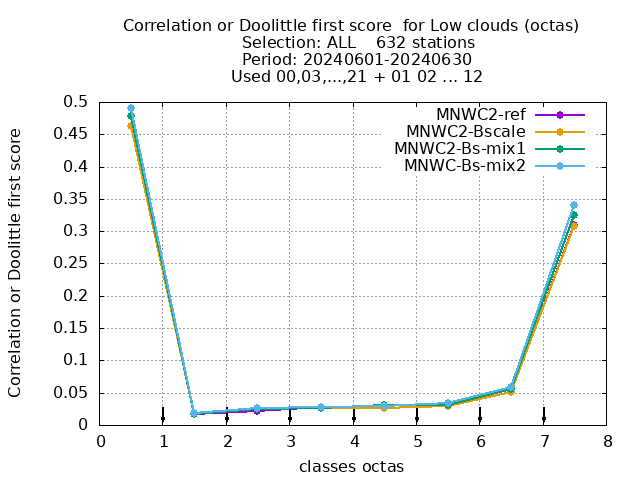 Correlation or Doolittle first score  for Low clouds (octas)
Selection: ALL    632 stations
Period: 20240601-20240630
Used 00,03,...,21 + 01 02 ... 12
MNWC2-ref
MNWC2-Bscale
MNWC2-Bs-mix1
MNWC-Bs-mix2
Correlation or Doolittle first score
0.5
0.45
0.4
0.35
0.3
0.25
0.2
0.15
0.1
0.05
0
0 1 2 3 4 5 6 7 8
classes octas